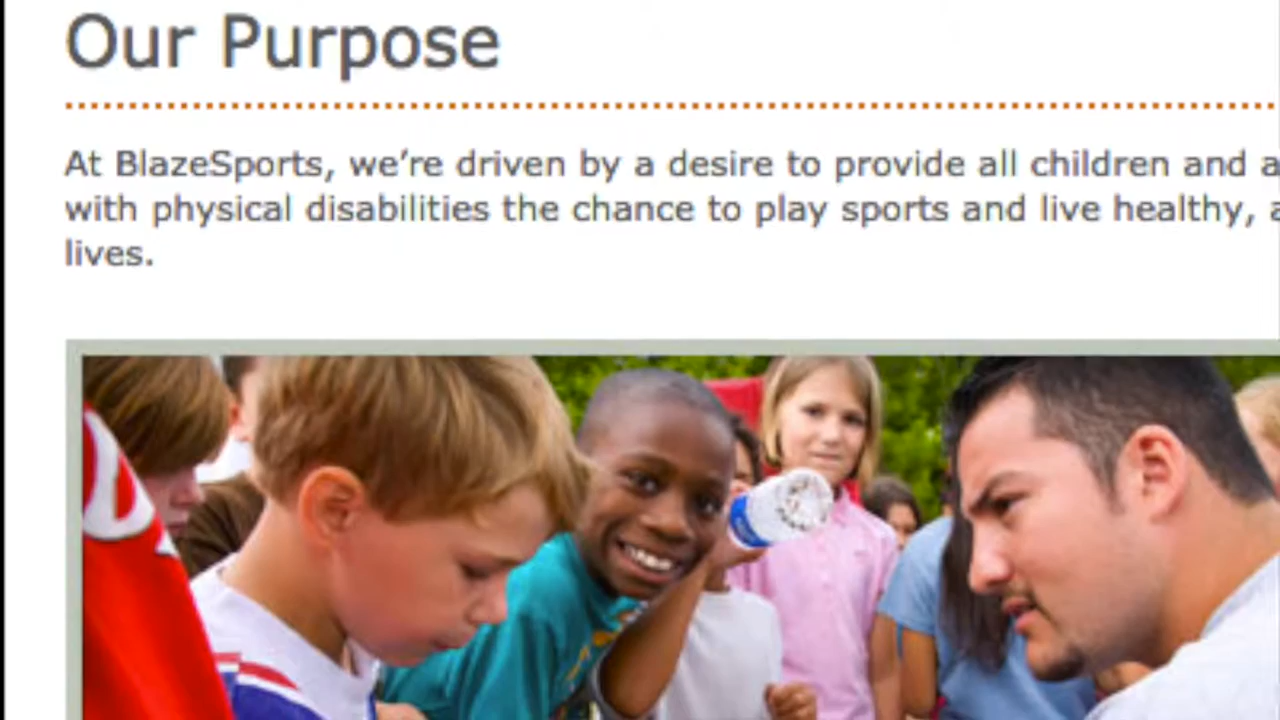 Our Purpose
At BlazeSports, we’re driven by a desire to provide all children and a
with physical disabilities the chance to play sports and live healthy, a
lives.